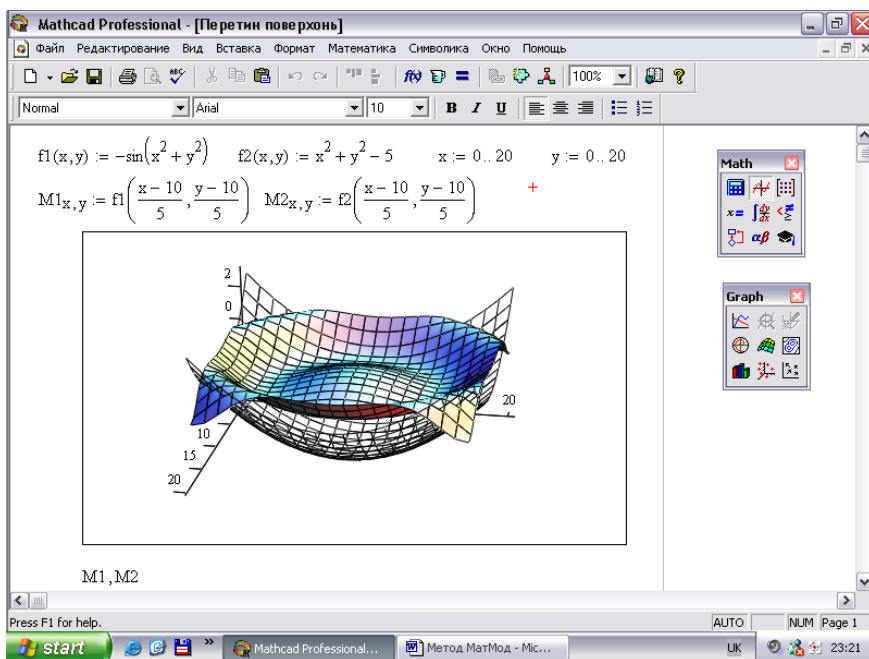 Mathcad Professional - [Перетин поверхонь]
Файл Редактирование Вид Вставка Формат Математика Символика Окно Помощь
100%
Normal Arial 10 B I U
f1(x,y) := -sin(x² + y²) f2(x,y) := x² + y² - 5 x := 0.. 20 y := 0.. 20
M1x,y := f1((x - 10)/5, (y - 10)/5) M2x,y := f2((x - 10)/5, (y - 10)/5)
Math
x= ∫ dy/dx <≠≥
αβ
Graph
2
0
20
10
15
20
M1,M2
Press F1 for help. AUTO NUM Page 1
start » Mathcad Professional... Метод МатМод - Mic... UK 23:21